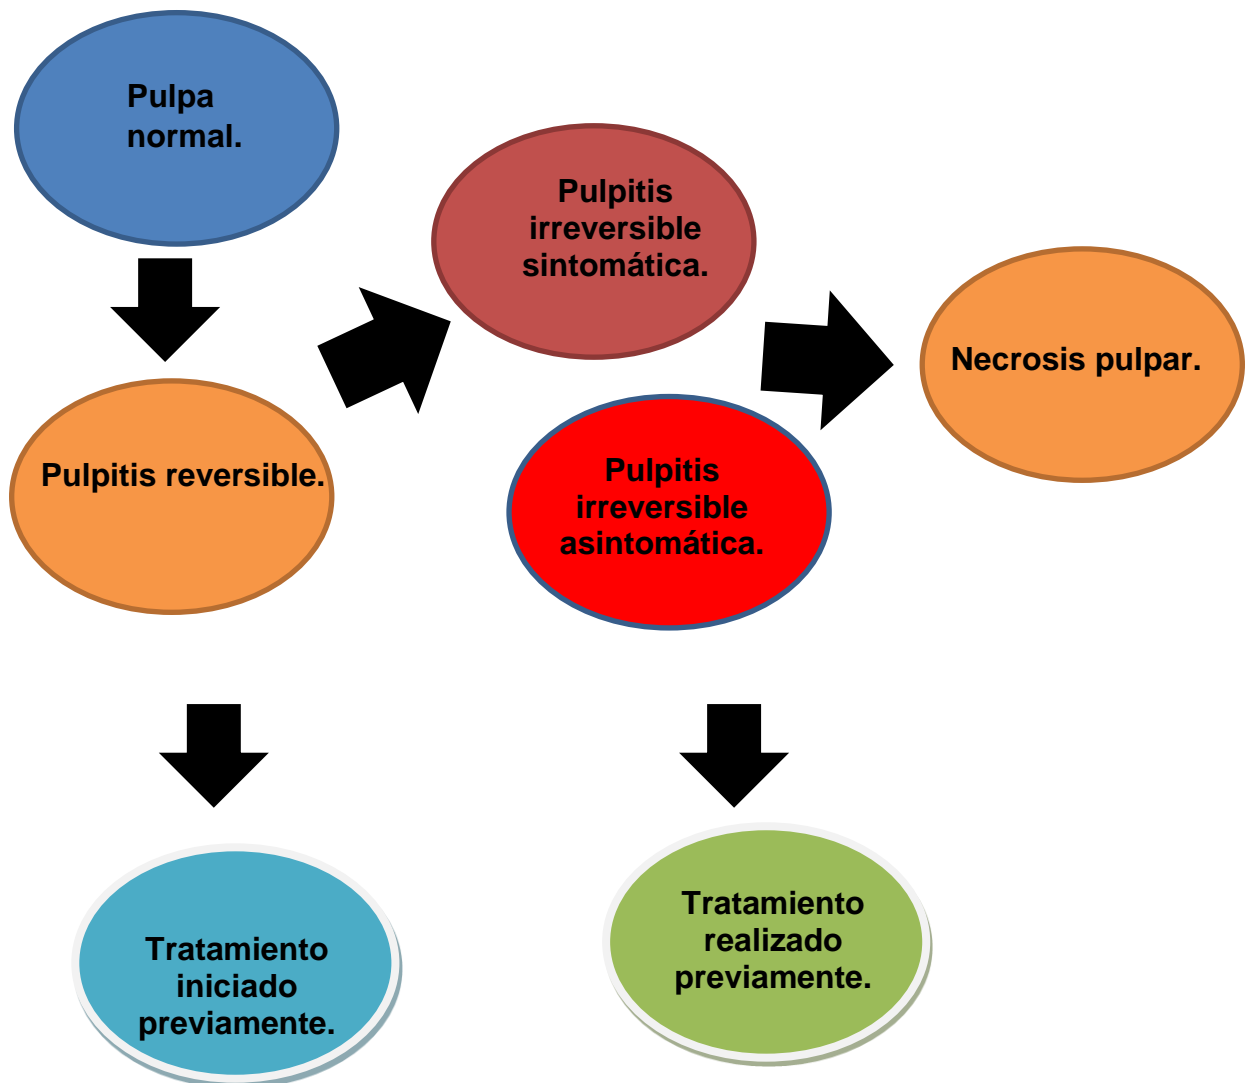 Pulpa
normal.
Pulpitis
irreversible
sintomática.
Necrosis pulpar.
Pulpitis reversible.
Pulpitis
irreversible
asintomática.
Tratamiento
iniciado
previamente.
Tratamiento
realizado
previamente.